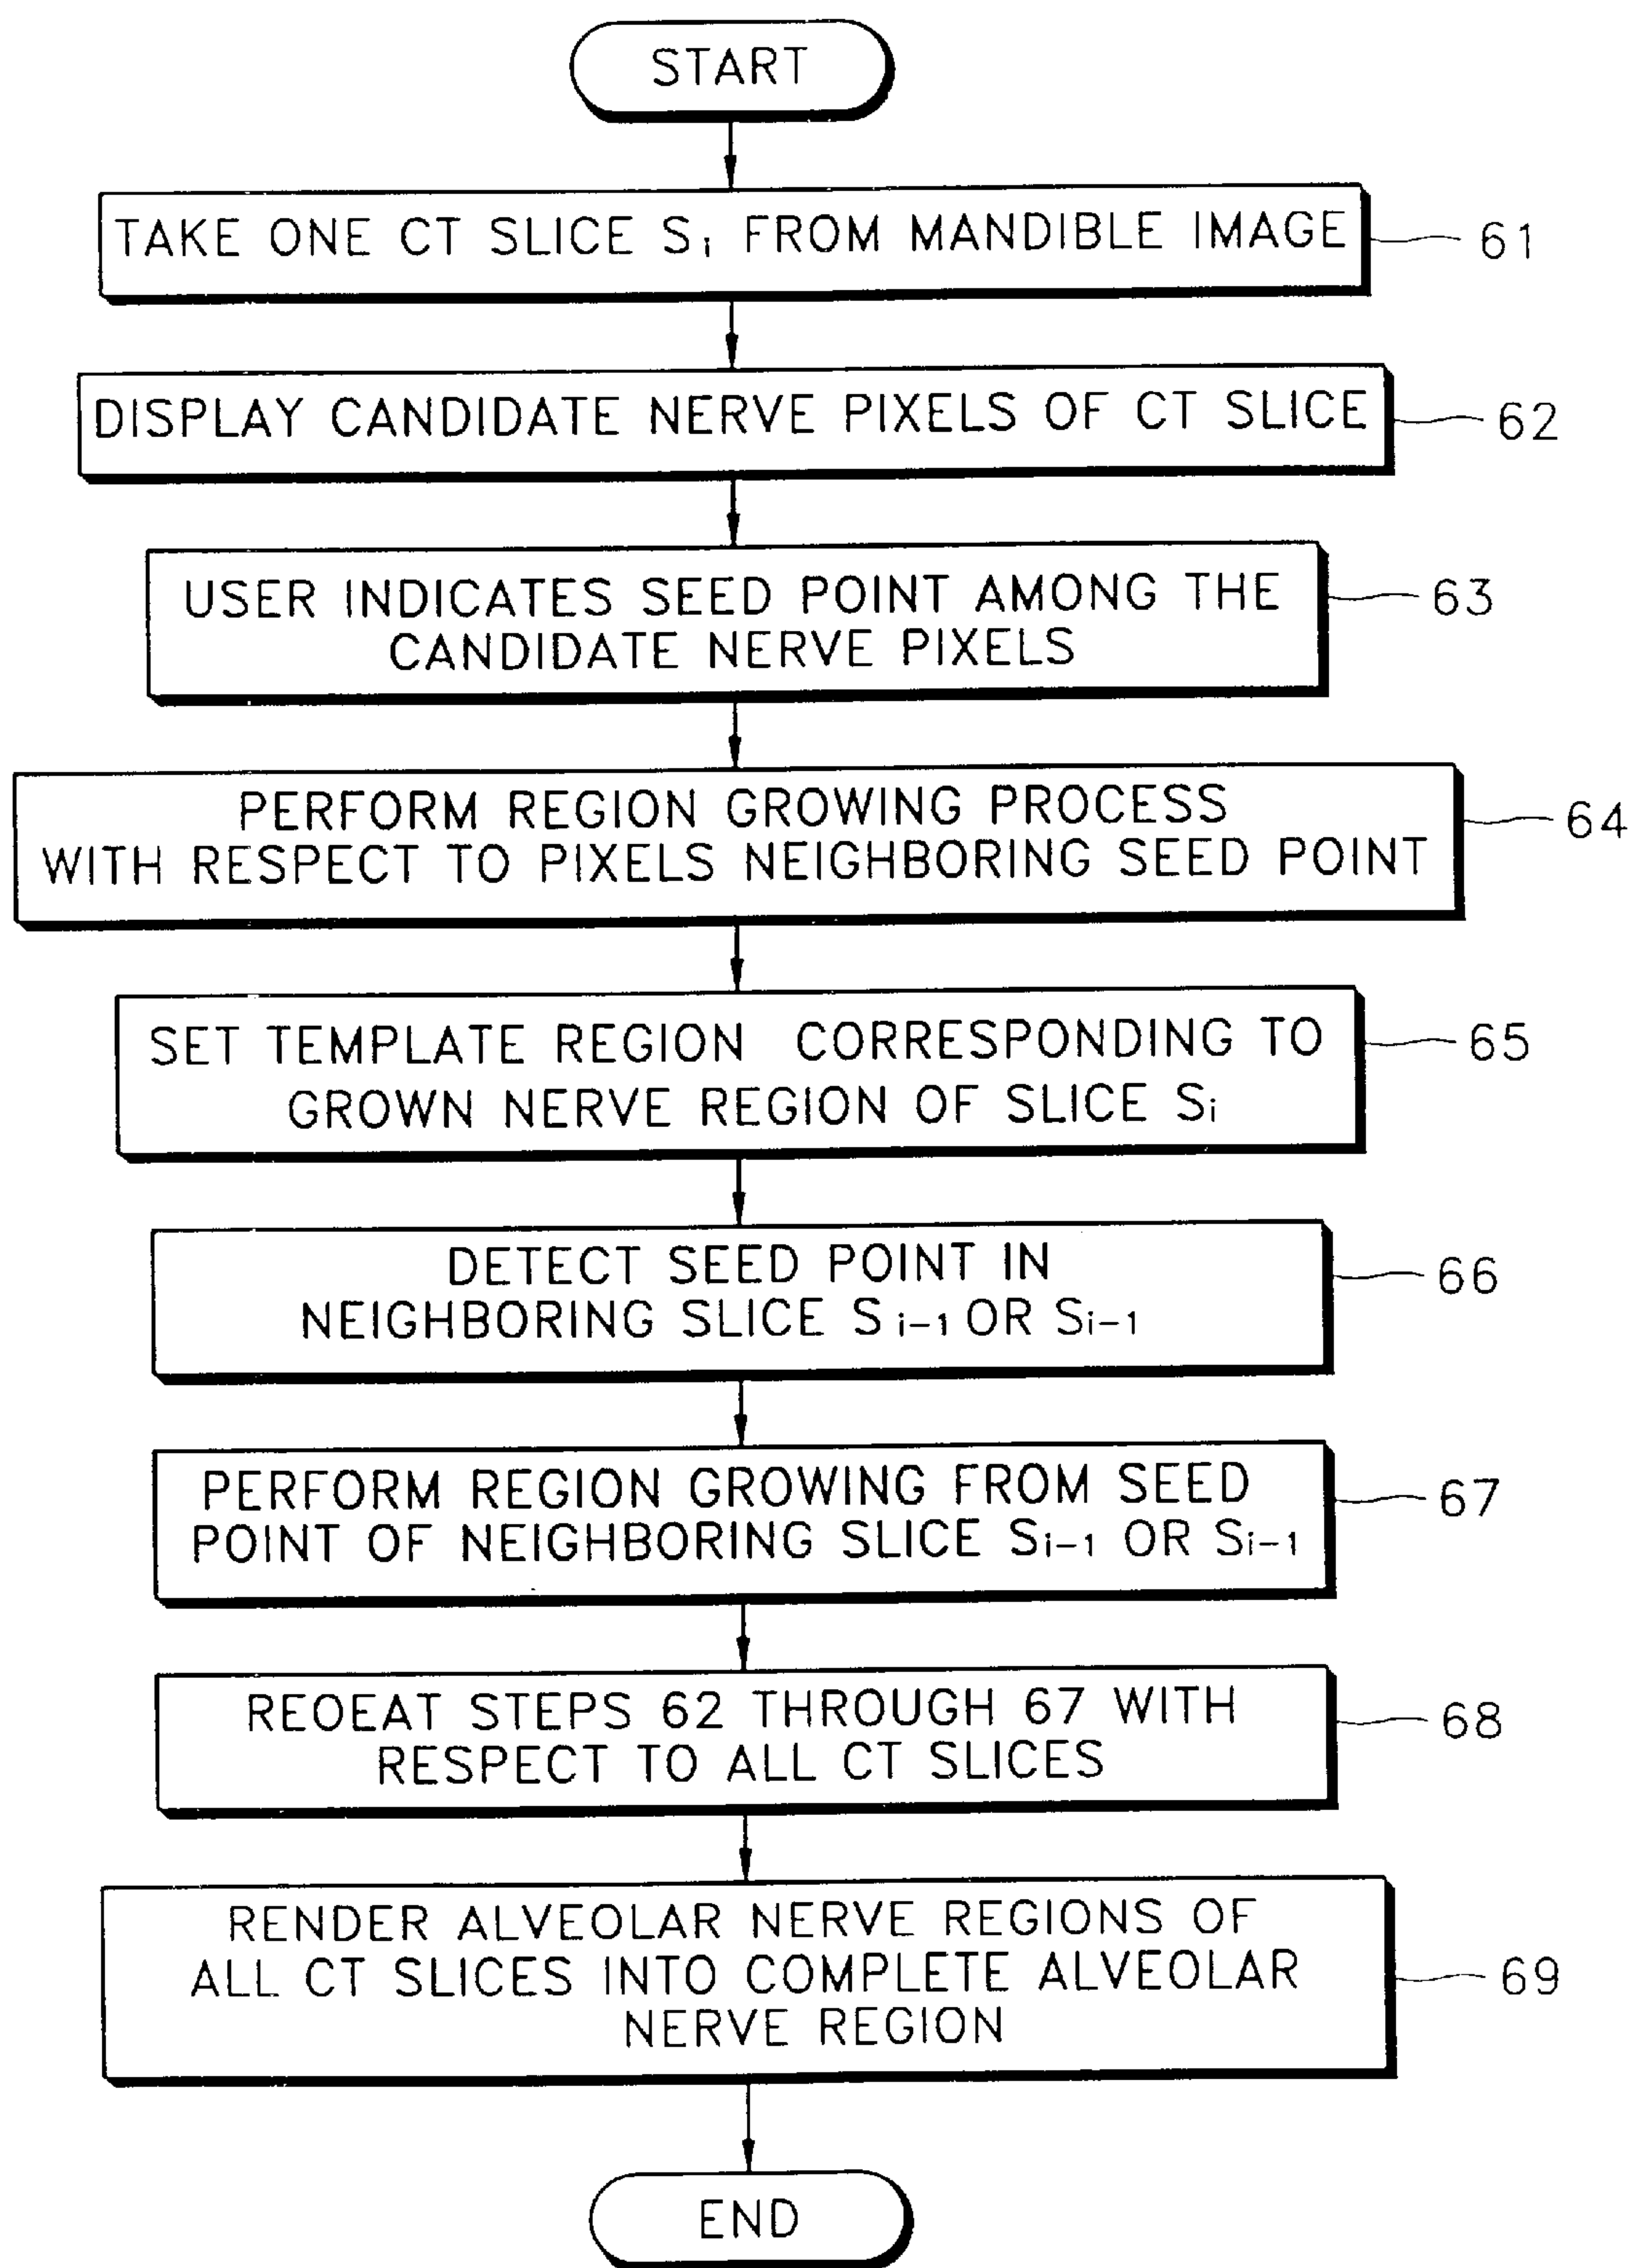 START
TAKE ONE CT SLICE Si FROM MANDIBLE IMAGE
61
DISPLAY CANDIDATE NERVE PIXELS OF CT SLICE
62
USER INDICATES SEED POINT AMONG THE
CANDIDATE NERVE PIXELS
63
PERFORM REGION GROWING PROCESS
WITH RESPECT TO PIXELS NEIGHBORING SEED POINT
64
SET TEMPLATE REGION CORRESPONDING TO
GROWN NERVE REGION OF SLICE Si
65
DETECT SEED POINT IN
NEIGHBORING SLICE Si-1 OR Si-1
66
PERFORM REGION GROWING FROM SEED
POINT OF NEIGHBORING SLICE Si-1 OR Si-1
67
REOEAT STEPS 62 THROUGH 67 WITH
RESPECT TO ALL CT SLICES
68
RENDER ALVEOLAR NERVE REGIONS OF
ALL CT SLICES INTO COMPLETE ALVEOLAR
NERVE REGION
69
END